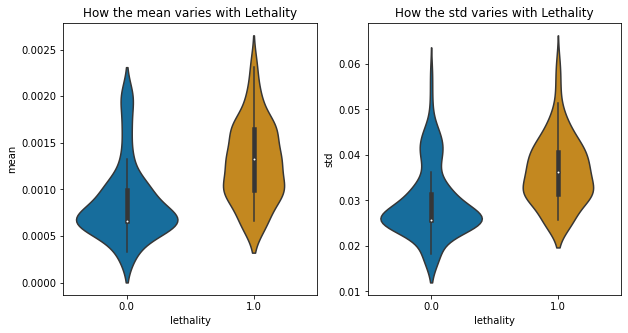 How the mean varies with Lethality
mean
0.0025
0.0020
0.0015
0.0010
0.0005
0.0000
0.0
1.0
lethality
How the std varies with Lethality
std
0.06
0.05
0.04
0.03
0.02
0.01
0.0
1.0
lethality